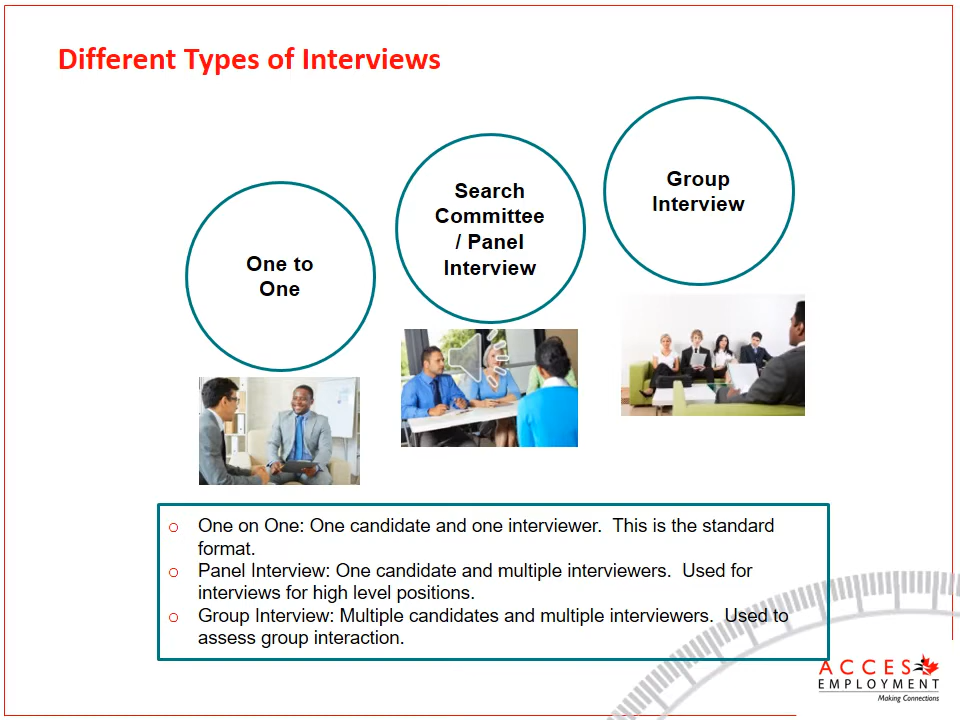 Different Types of Interviews
Group
Interview
Search
Committee
/ Panel
Interview
One to
One
o One on One: One candidate and one interviewer.  This is the standard
format.
o Panel Interview: One candidate and multiple interviewers.  Used for
interviews for high level positions.
o Group Interview: Multiple candidates and multiple interviewers.  Used to
assess group interaction.
ACCES
EMPLOYMENT
Making Connections